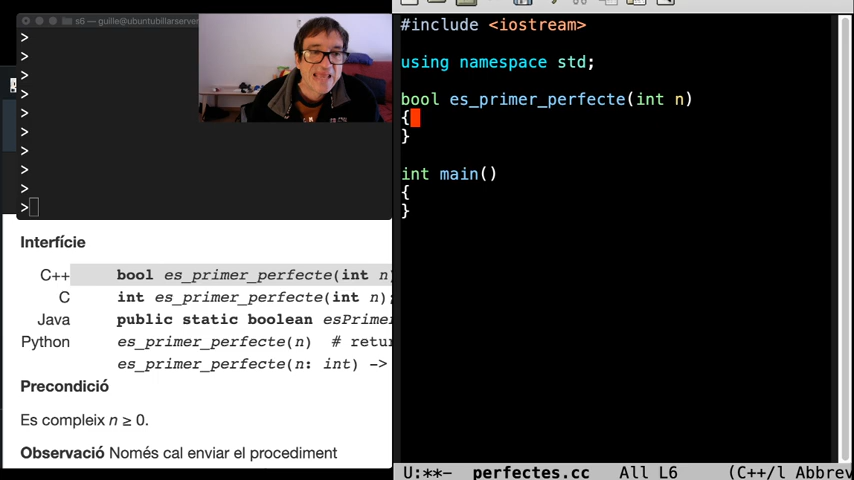 s6 — guille@ubuntubillarserver
>
>
>
>
>
>
>
>
>
>
Interfície
C++ bool es_primer_perfecte(int n)
C int es_primer_perfecte(int n);
Java public static boolean esPrimer
Python es_primer_perfecte(n) # retur
es_primer_perfecte(n: int) ->
Precondició
Es compleix n ≥ 0.
Observació Només cal enviar el procediment
#include <iostream>
using namespace std;
bool es_primer_perfecte(int n)
{
}
int main()
{
}
U:**- perfectes.cc All L6 (C++/l Abbrev